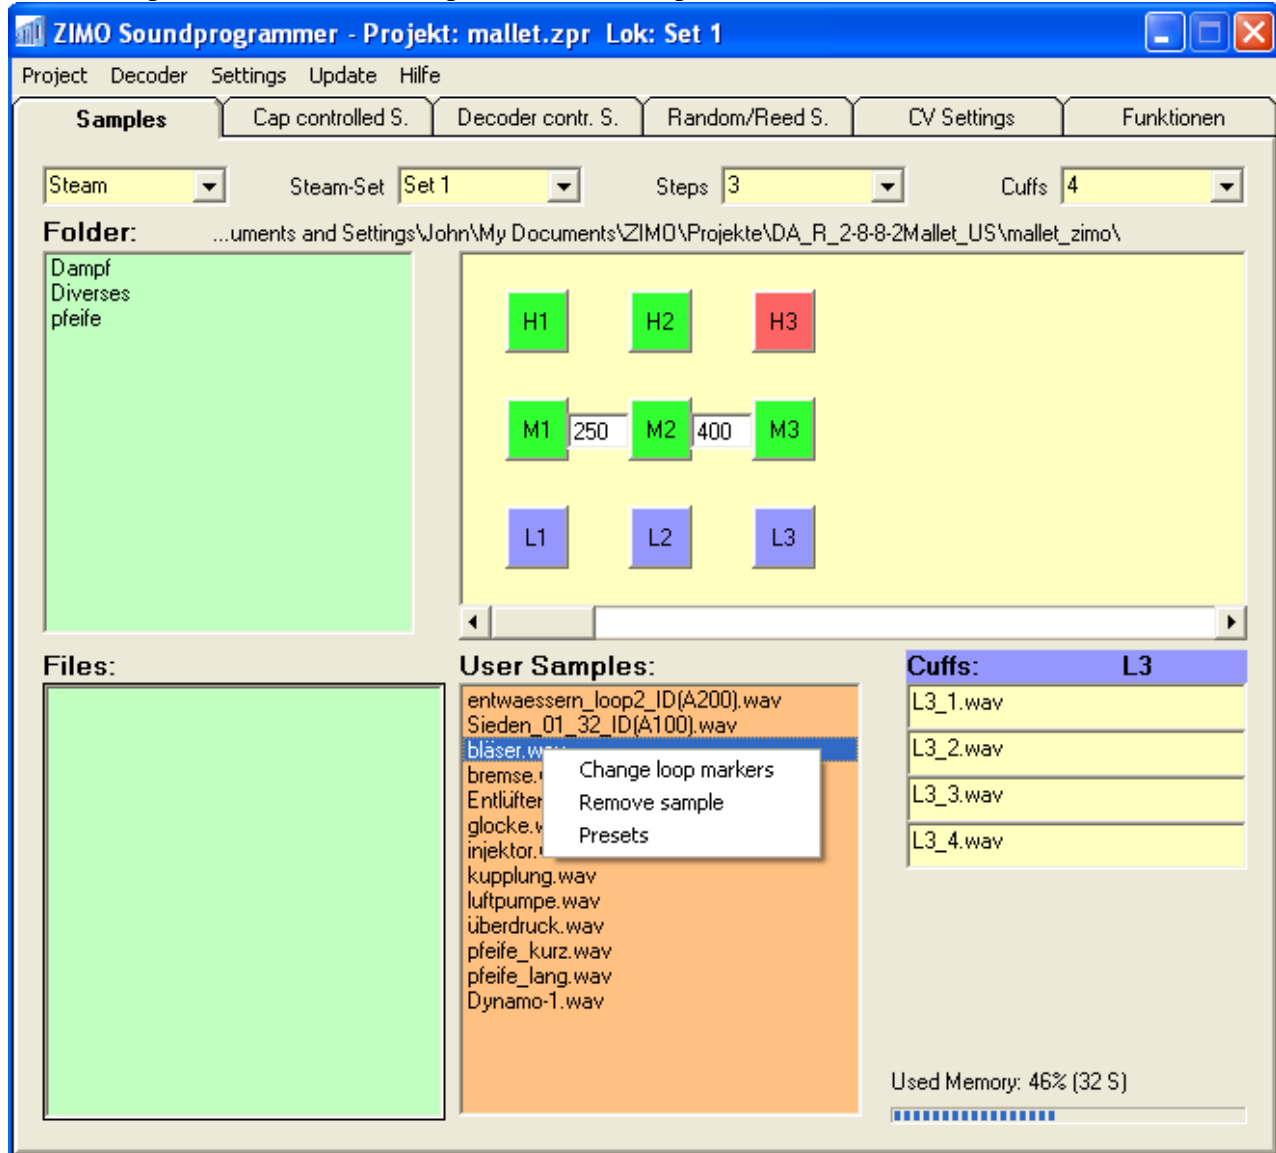 ZIMO Soundprogrammer - Projekt: mallet.zpr Lok: Set 1
Project Decoder Settings Update Hilfe
Samples Cap controlled S. Decoder contr. S. Random/Reed S. CV Settings Funktionen
Steam Steam-Set Set 1 Steps 3 Cuffs 4
Folder: ...uments and Settings\John\My Documents\ZIMO\Projekte\DA_R_2-8-8-2Mallet_US\mallet_zimo\
Dampf
Diverses
pfeife
H1 H2 H3
M1 250 M2 400 M3
L1 L2 L3
Files:
User Samples:
entwaessern_loop2_ID(A200).wav
Sieden_01_32_ID(A100).wav
bläser.wav
bremse.
Entlüfter
glocke.w
injektor.
kupplung.wav
luftpumpe.wav
überdruck.wav
pfeife_kurz.wav
pfeife_lang.wav
Dynamo-1.wav
Change loop markers
Remove sample
Presets
Cuffs: L3
L3_1.wav
L3_2.wav
L3_3.wav
L3_4.wav
Used Memory: 46% (32 S)